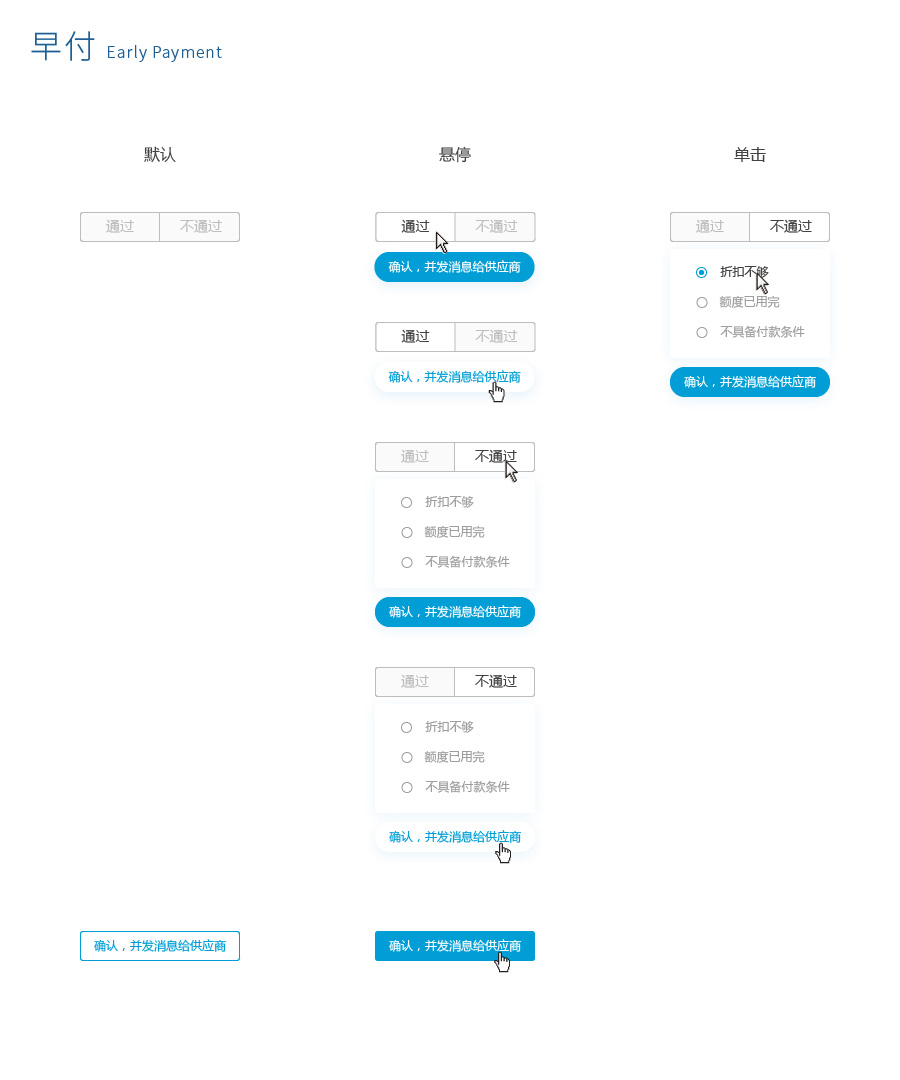 早付 Early Payment
默认 悬停 单击
通过 不通过 通过 不通过 通过 不通过
确认，并发消息给供应商 折扣不够
额度已用完
通过 不通过 不具备付款条件
确认，并发消息给供应商 确认，并发消息给供应商
通过 不通过
折扣不够
额度已用完
不具备付款条件
确认，并发消息给供应商
通过 不通过
折扣不够
额度已用完
不具备付款条件
确认，并发消息给供应商
确认，并发消息给供应商 确认，并发消息给供应商